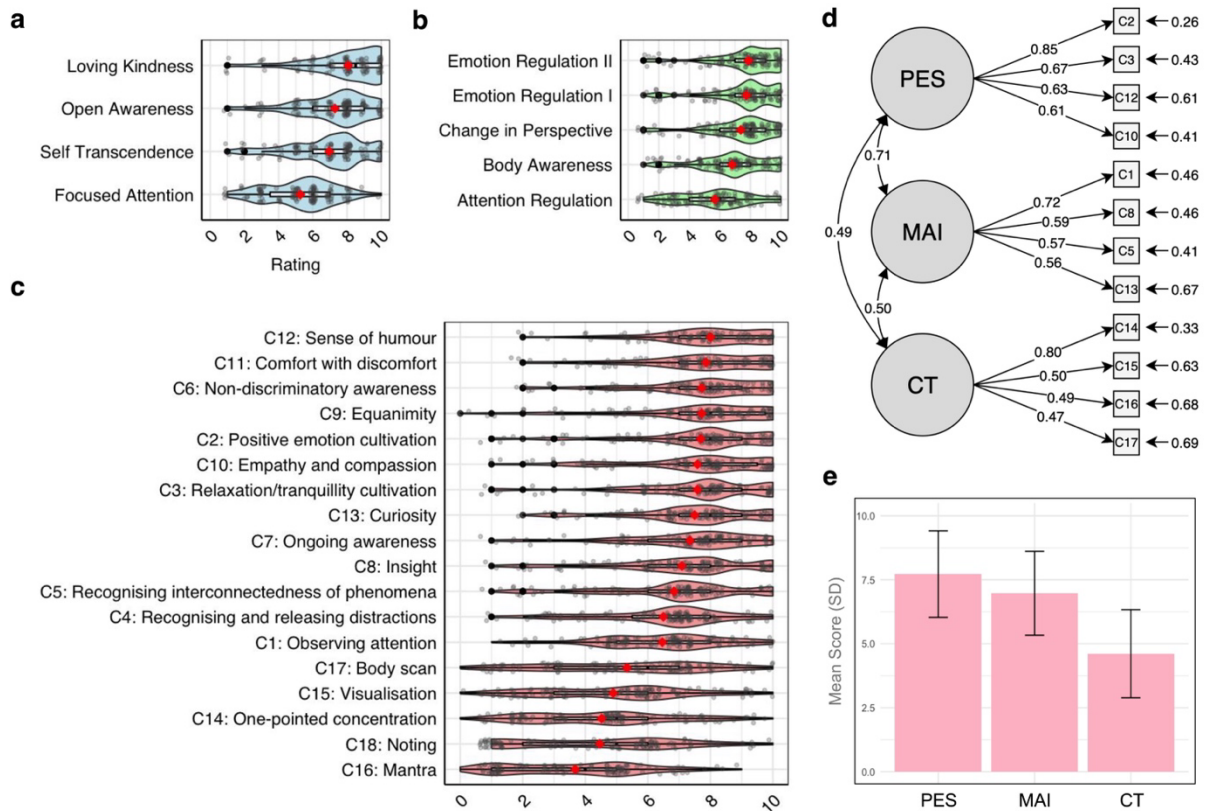 a
Loving Kindness
Open Awareness
Self Transcendence
Focused Attention
0 2 4 6 8 10
Rating
b
Emotion Regulation II
Emotion Regulation I
Change in Perspective
Body Awareness
Attention Regulation
0 2 4 6 8 10
c
C12: Sense of humour
C11: Comfort with discomfort
C6: Non-discriminatory awareness
C9: Equanimity
C2: Positive emotion cultivation
C10: Empathy and compassion
C3: Relaxation/tranquillity cultivation
C13: Curiosity
C7: Ongoing awareness
C8: Insight
C5: Recognising interconnectedness of phenomena
C4: Recognising and releasing distractions
C1: Observing attention
C17: Body scan
C15: Visualisation
C14: One-pointed concentration
C18: Noting
C16: Mantra
0 2 4 6 8 10
d
PES
0.85 C2 0.26
0.67 C3 0.43
0.63 C12 0.61
0.61 C10 0.41
0.71
0.49
MAI
0.72 C1 0.46
0.59 C8 0.46
0.57 C5 0.41
0.56 C13 0.67
0.50
CT
0.80 C14 0.33
0.50 C15 0.63
0.49 C16 0.68
0.47 C17 0.69
e
Mean Score (SD)
10.0
7.5
5.0
2.5
0.0
PES MAI CT